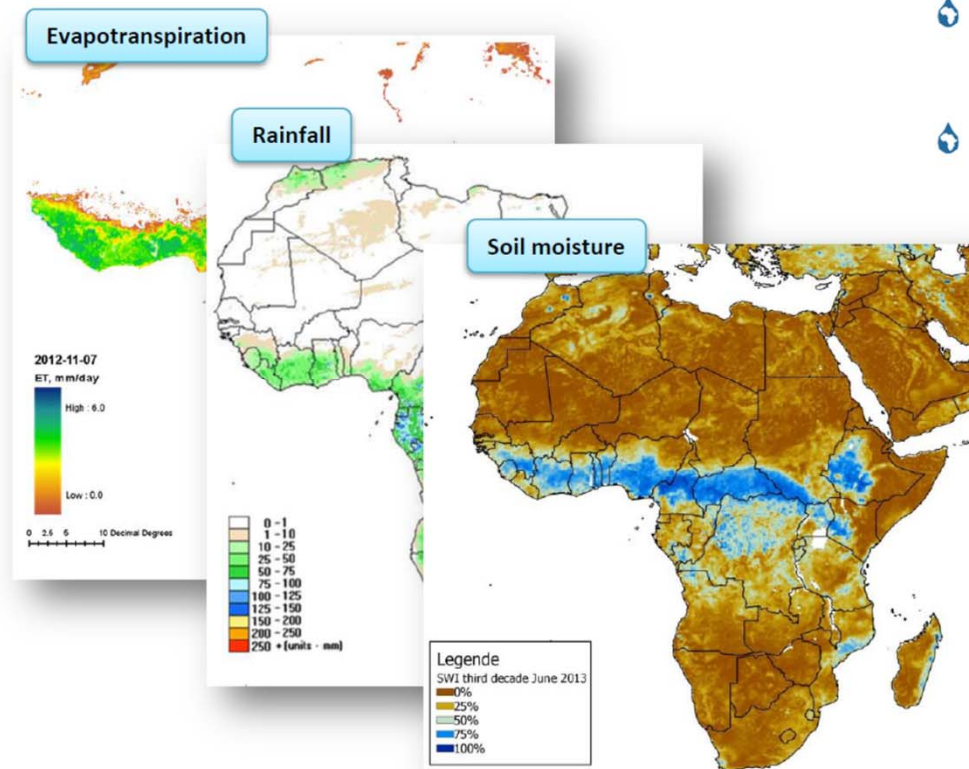 Evapotranspiration
Rainfall
Soil moisture
2012-11-07
ET, mm/day
High : 6.0
Low : 0.0
0 2.5 5 10 Decimal Degrees
0 - 1
1 - 10
10 - 25
25 - 50
50 - 75
75 - 100
100 - 125
125 - 150
150 - 200
200 - 250
250 + (units - mm)
Legende
SWI third decade June 2013
0%
25%
50%
75%
100%